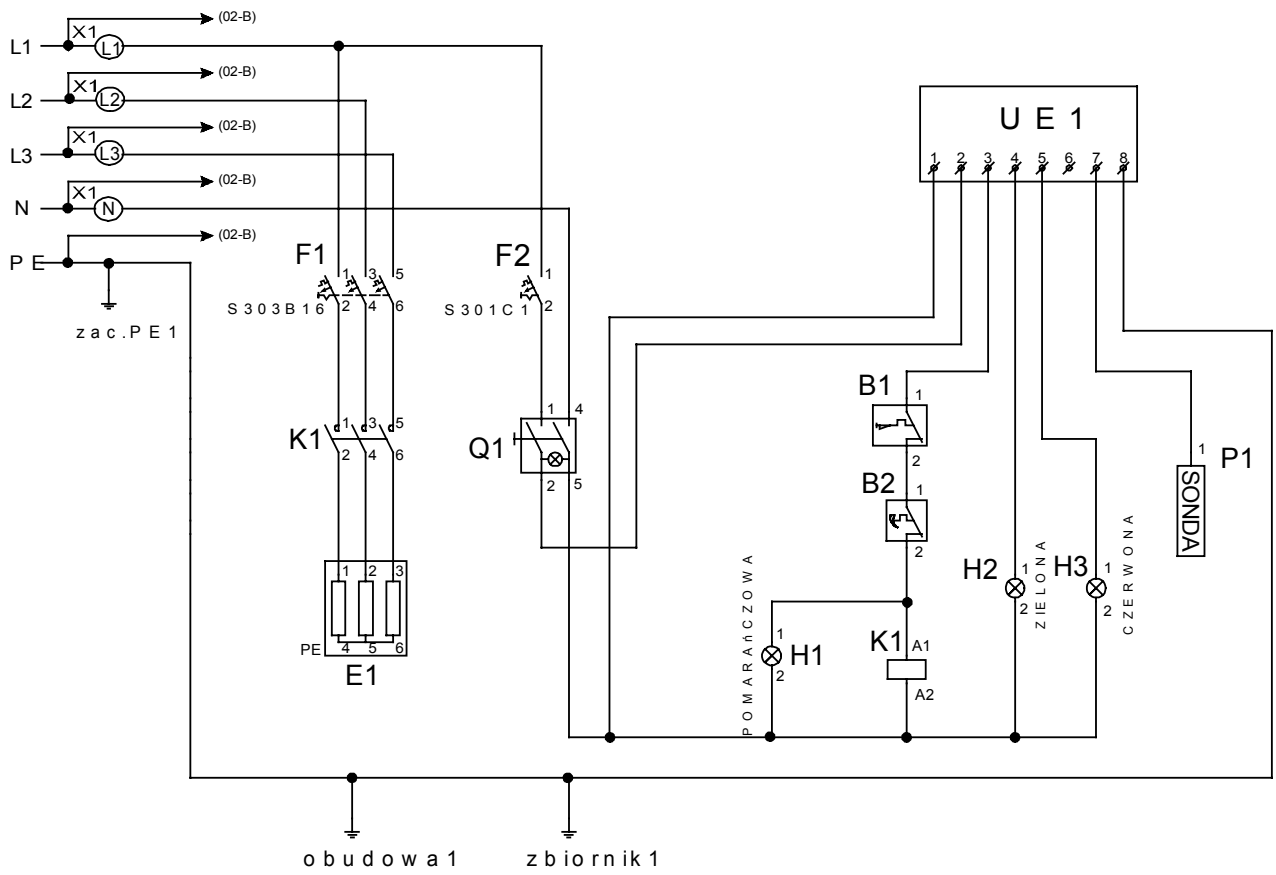 (02-B)
L1 X1 L1
(02-B)
L2 X1 L2
(02-B)
L3 X1 L3
(02-B)
N X1 N
(02-B)
PE
zac.PE1
UE1
1 2 3 4 5 6 7 8
F1 1 3 5
S303B16 2 4 6
F2 1
S301C1 2
K1 1 3 5
2 4 6
Q1 1 4
2 5
B1 1
2
B2 1
2
P1 1
SONDA
1 2 3
PE 4 5 6
E1
POMARAńCZOWA
H1 1
2
K1 A1
A2
H2 1
2
ZIELONA
H3 1
2
CZERWONA
obudowa1
zbiornik1